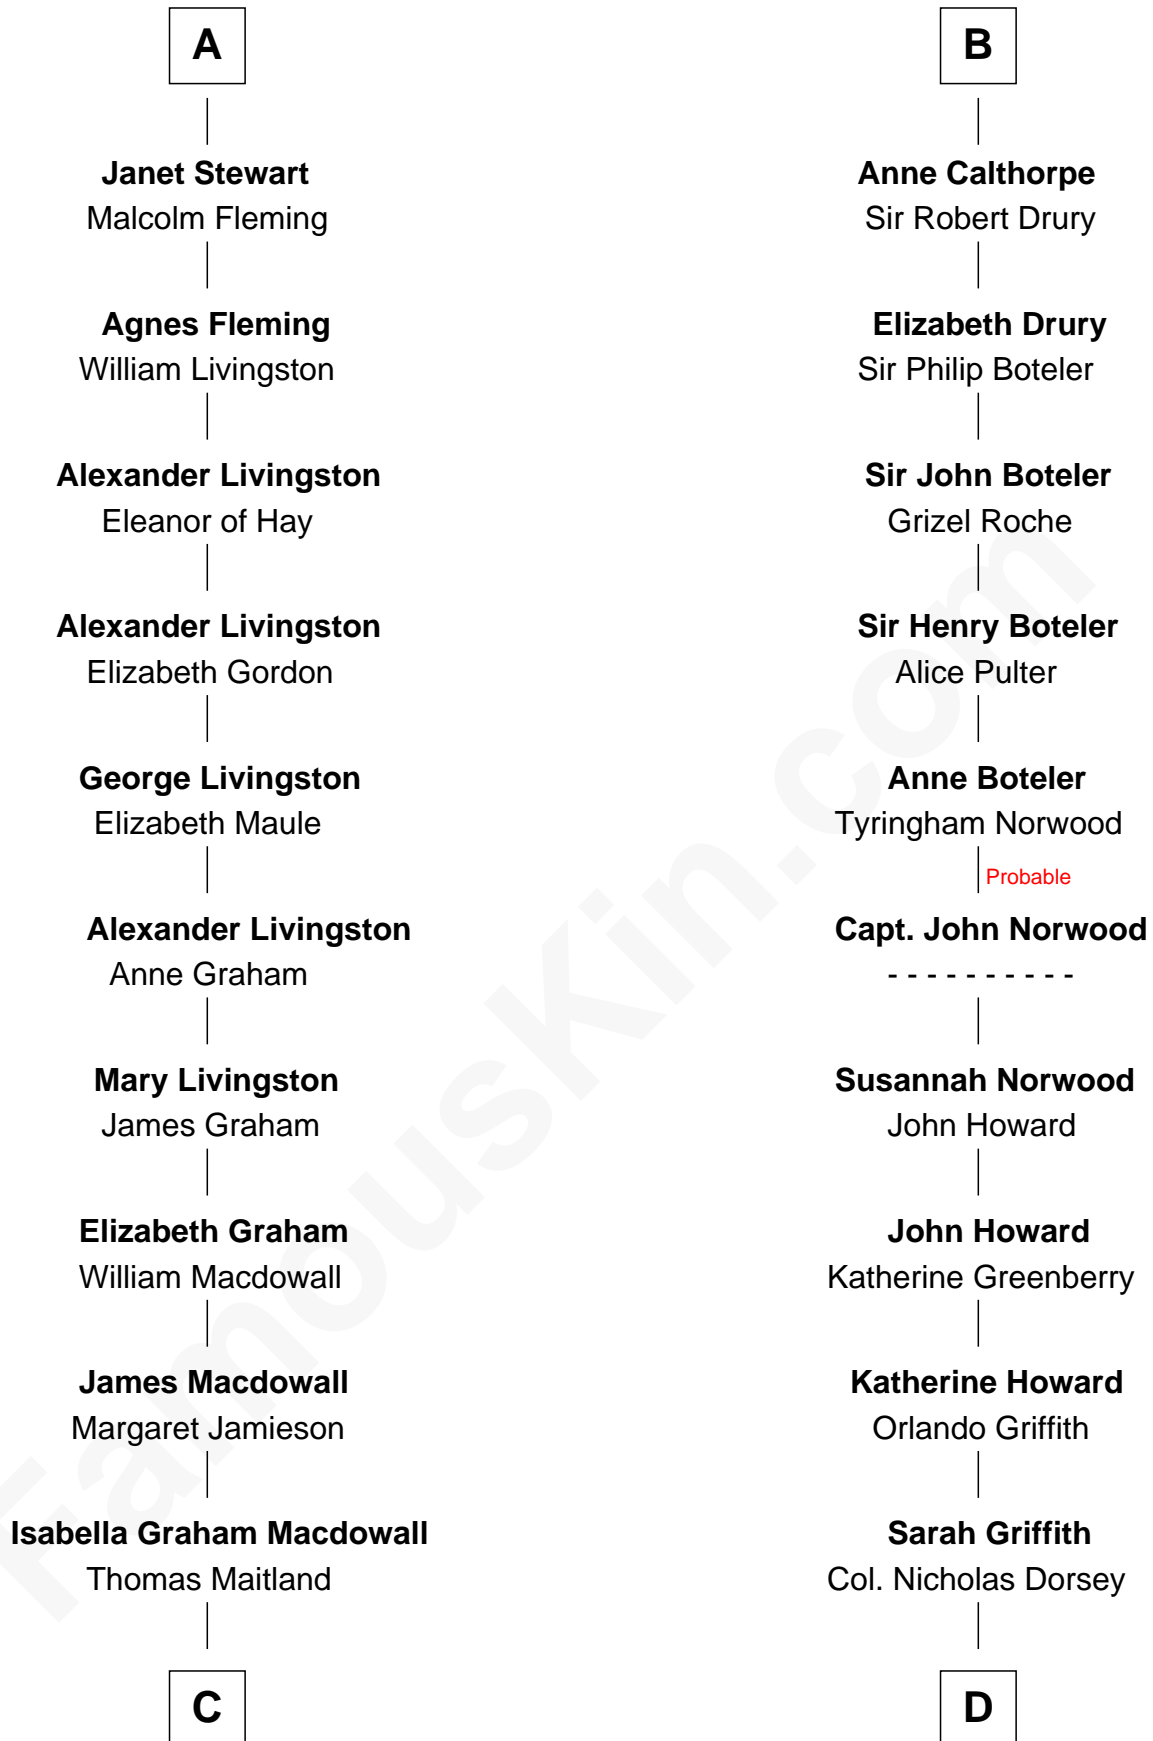 A
Janet Stewart
Malcolm Fleming
Agnes Fleming
William Livingston
Alexander Livingston
Eleanor of Hay
Alexander Livingston
Elizabeth Gordon
George Livingston
Elizabeth Maule
Alexander Livingston
Anne Graham
Mary Livingston
James Graham
Elizabeth Graham
William Macdowall
James Macdowall
Margaret Jamieson
Isabella Graham Macdowall
Thomas Maitland
C
B
Anne Calthorpe
Sir Robert Drury
Elizabeth Drury
Sir Philip Boteler
Sir John Boteler
Grizel Roche
Sir Henry Boteler
Alice Pulter
Anne Boteler
Tyringham Norwood
Probable
Capt. John Norwood
- - - - - - - - - -
Susannah Norwood
John Howard
John Howard
Katherine Greenberry
Katherine Howard
Orlando Griffith
Sarah Griffith
Col. Nicholas Dorsey
D
FamousKin.com